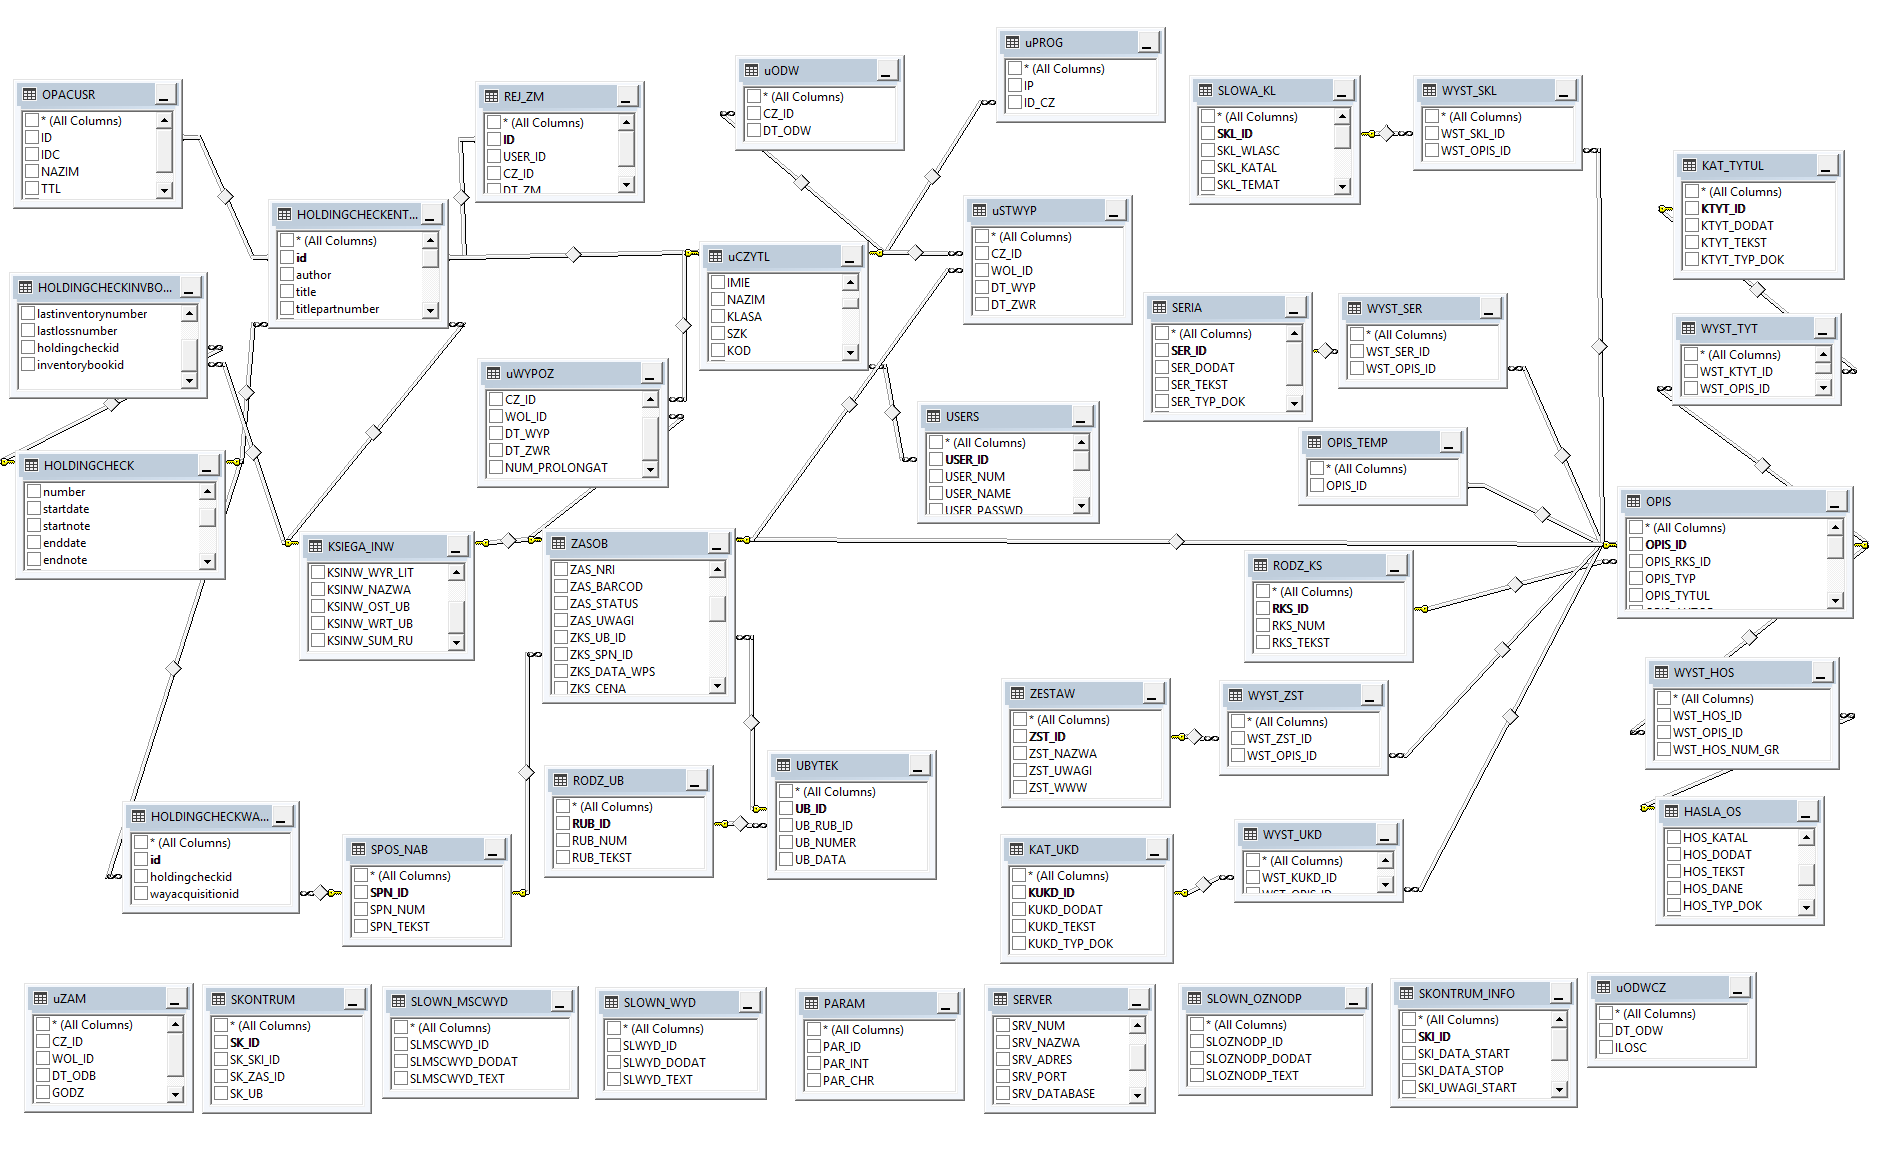 OPACUSR
* (All Columns)
ID
IDC
NAZIM
TTL
REJ_ZM
* (All Columns)
ID
USER_ID
CZ_ID
DT_ZM
uODW
* (All Columns)
CZ_ID
DT_ODW
uPROG
* (All Columns)
IP
ID_CZ
SLOWA_KL
* (All Columns)
SKL_ID
SKL_WLASC
SKL_KATAL
SKL_TEMAT
WYST_SKL
* (All Columns)
WST_SKL_ID
WST_OPIS_ID
KAT_TYTUL
* (All Columns)
KTYT_ID
KTYT_DODAT
KTYT_TEKST
KTYT_TYP_DOK
HOLDINGCHECKENT...
* (All Columns)
id
author
title
titlepartnumber
uCZYTL
IMIE
NAZIM
KLASA
SZK
KOD
uSTWYP
* (All Columns)
CZ_ID
WOL_ID
DT_WYP
DT_ZWR
HOLDINGCHECKINVBO...
lastinventorynumber
lastlossnumber
holdingcheckid
inventorybookid
SERIA
* (All Columns)
SER_ID
SER_DODAT
SER_TEKST
SER_TYP_DOK
WYST_SER
* (All Columns)
WST_SER_ID
WST_OPIS_ID
WYST_TYT
* (All Columns)
WST_KTYT_ID
WST_OPIS_ID
uWYPOZ
CZ_ID
WOL_ID
DT_WYP
DT_ZWR
NUM_PROLONGAT
USERS
* (All Columns)
USER_ID
USER_NUM
USER_NAME
USER_PASSWD
OPIS_TEMP
* (All Columns)
OPIS_ID
HOLDINGCHECK
number
startdate
startnote
enddate
endnote
KSIEGA_INW
KSINW_WYR_LIT
KSINW_NAZWA
KSINW_OST_UB
KSINW_WRT_UB
KSINW_SUM_RU
ZASOB
ZAS_NRI
ZAS_BARCOD
ZAS_STATUS
ZAS_UWAGI
ZKS_UB_ID
ZKS_SPN_ID
ZKS_DATA_WPS
ZKS_CENA
OPIS
* (All Columns)
OPIS_ID
OPIS_RKS_ID
OPIS_TYP
OPIS_TYTUL
RODZ_KS
* (All Columns)
RKS_ID
RKS_NUM
RKS_TEKST
ZESTAW
* (All Columns)
ZST_ID
ZST_NAZWA
ZST_UWAGI
ZST_WWW
WYST_ZST
* (All Columns)
WST_ZST_ID
WST_OPIS_ID
WYST_HOS
* (All Columns)
WST_HOS_ID
WST_OPIS_ID
WST_HOS_NUM_GR
HOLDINGCHECKWA...
* (All Columns)
id
holdingcheckid
wayacquisitionid
SPOS_NAB
* (All Columns)
SPN_ID
SPN_NUM
SPN_TEKST
RODZ_UB
* (All Columns)
RUB_ID
RUB_NUM
RUB_TEKST
UBYTEK
* (All Columns)
UB_ID
UB_RUB_ID
UB_NUMER
UB_DATA
KAT_UKD
* (All Columns)
KUKD_ID
KUKD_DODAT
KUKD_TEKST
KUKD_TYP_DOK
WYST_UKD
* (All Columns)
WST_KUKD_ID
WST_OPIS_ID
HASLA_OS
HOS_KATAL
HOS_DODAT
HOS_TEKST
HOS_DANE
HOS_TYP_DOK
uZAM
* (All Columns)
CZ_ID
WOL_ID
DT_ODB
GODZ
SKONTRUM
* (All Columns)
SK_ID
SK_SKI_ID
SK_ZAS_ID
SK_UB
SLOWN_MSCWYD
* (All Columns)
SLMSCWYD_ID
SLMSCWYD_DODAT
SLMSCWYD_TEXT
SLOWN_WYD
* (All Columns)
SLWYD_ID
SLWYD_DODAT
SLWYD_TEXT
PARAM
* (All Columns)
PAR_ID
PAR_INT
PAR_CHR
SERVER
SRV_NUM
SRV_NAZWA
SRV_ADRES
SRV_PORT
SRV_DATABASE
SLOWN_OZNODP
* (All Columns)
SLOZNODP_ID
SLOZNODP_DODAT
SLOZNODP_TEXT
SKONTRUM_INFO
* (All Columns)
SKI_ID
SKI_DATA_START
SKI_DATA_STOP
SKI_UWAGI_START
uODWCZ
* (All Columns)
DT_ODW
ILOSC